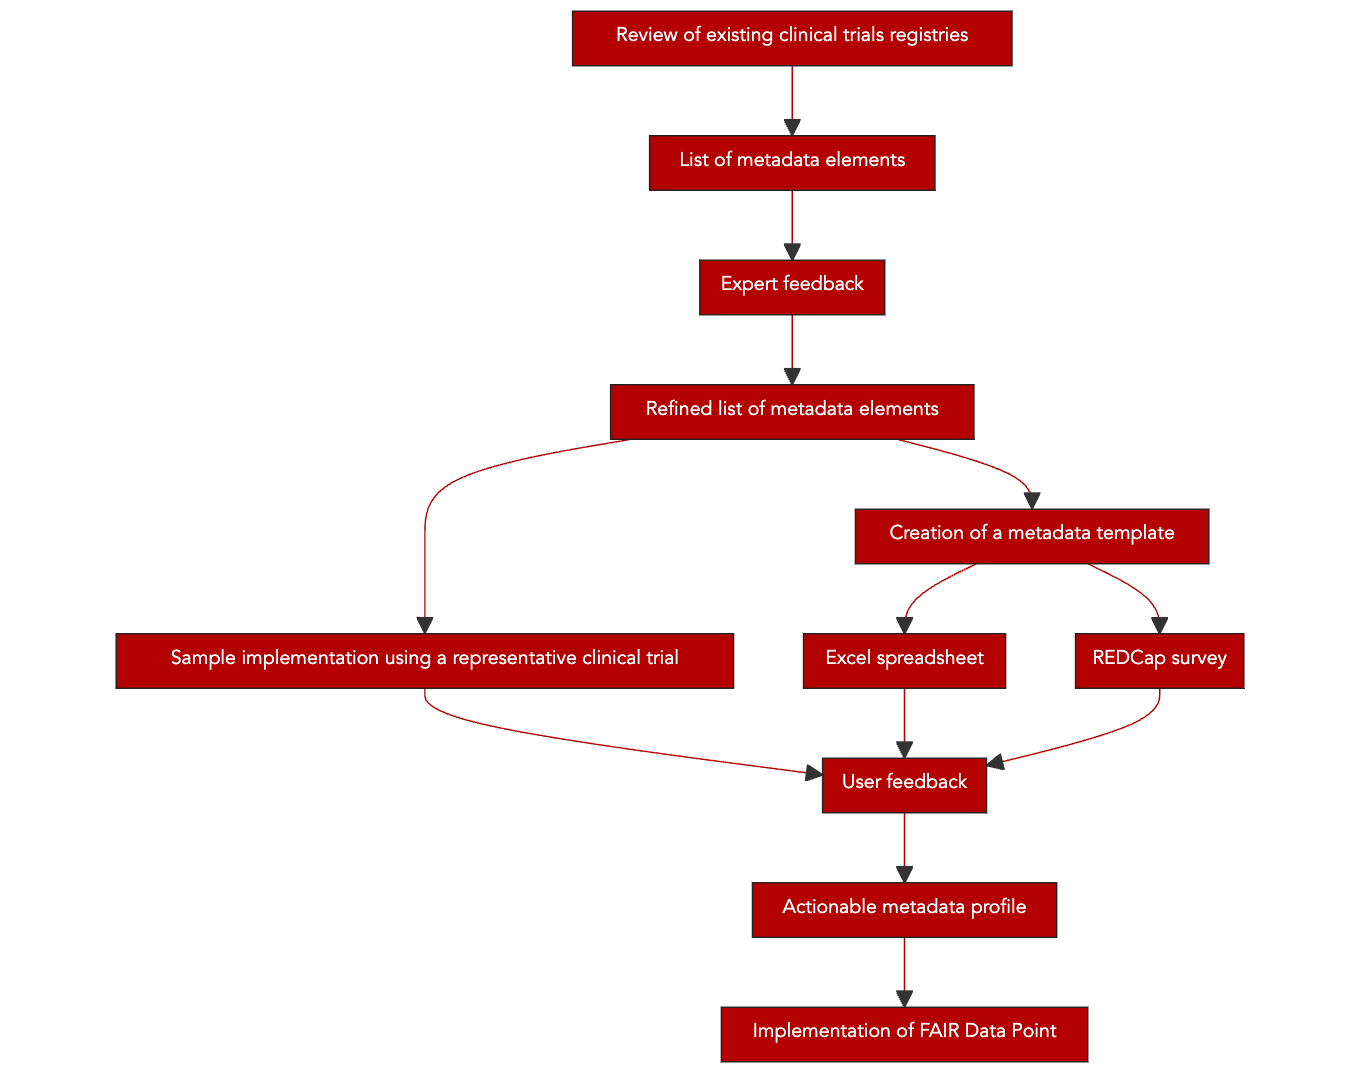 Review of existing clinical trials registries
List of metadata elements
Expert feedback
Refined list of metadata elements
Creation of a metadata template
Sample implementation using a representative clinical trial
Excel spreadsheet
REDCap survey
User feedback
Actionable metadata profile
Implementation of FAIR Data Point